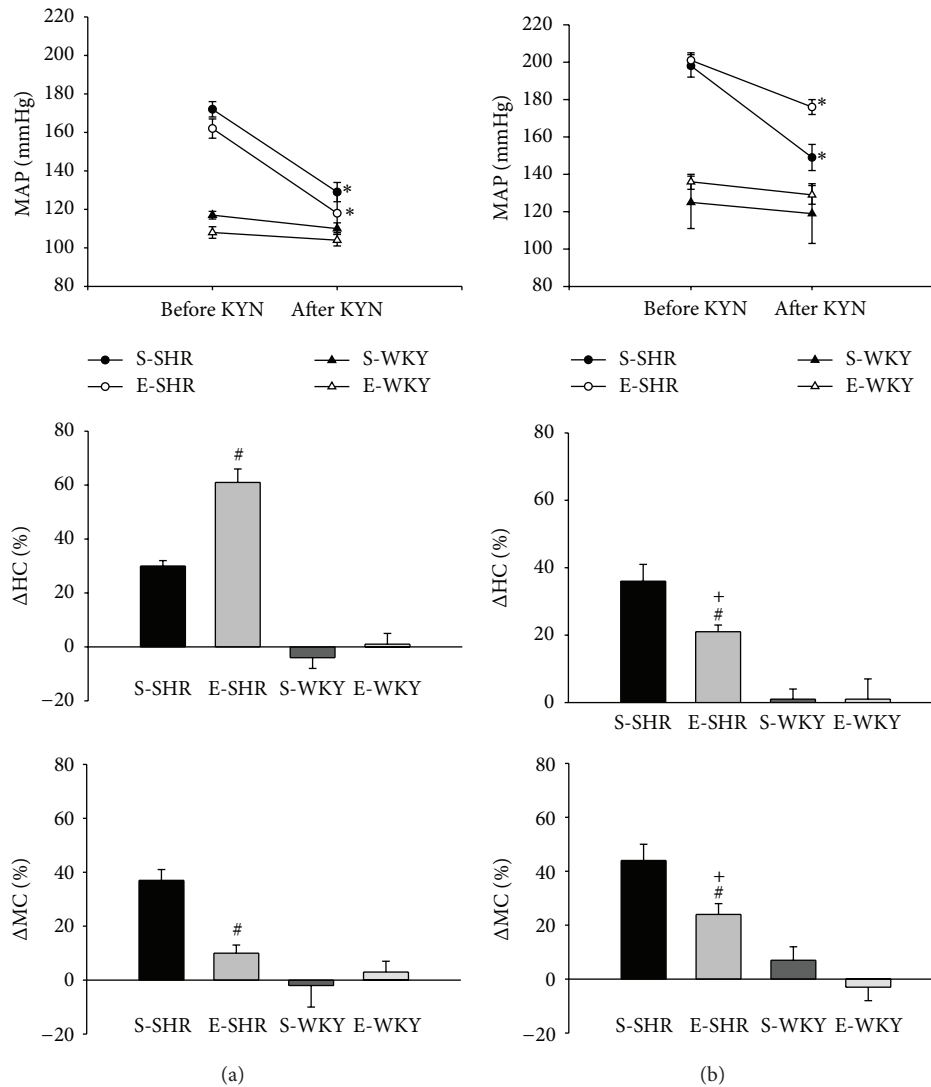 220
200
180
160
140
120
100
80
MAP (mmHg)
*
*
Before KYN After KYN
S-SHR S-WKY
E-SHR E-WKY
220
200
180
160
140
120
100
80
MAP (mmHg)
*
*
Before KYN After KYN
S-SHR S-WKY
E-SHR E-WKY
80
60
40
20
0
−20
ΔHC (%)
#
S-SHR E-SHR S-WKY E-WKY
80
60
40
20
0
ΔHC (%)
+
#
S-SHR E-SHR S-WKY E-WKY
80
60
40
20
0
−20
ΔMC (%)
#
S-SHR E-SHR S-WKY E-WKY
(a)
80
60
40
20
0
−20
ΔMC (%)
+
#
S-SHR E-SHR S-WKY E-WKY
(b)